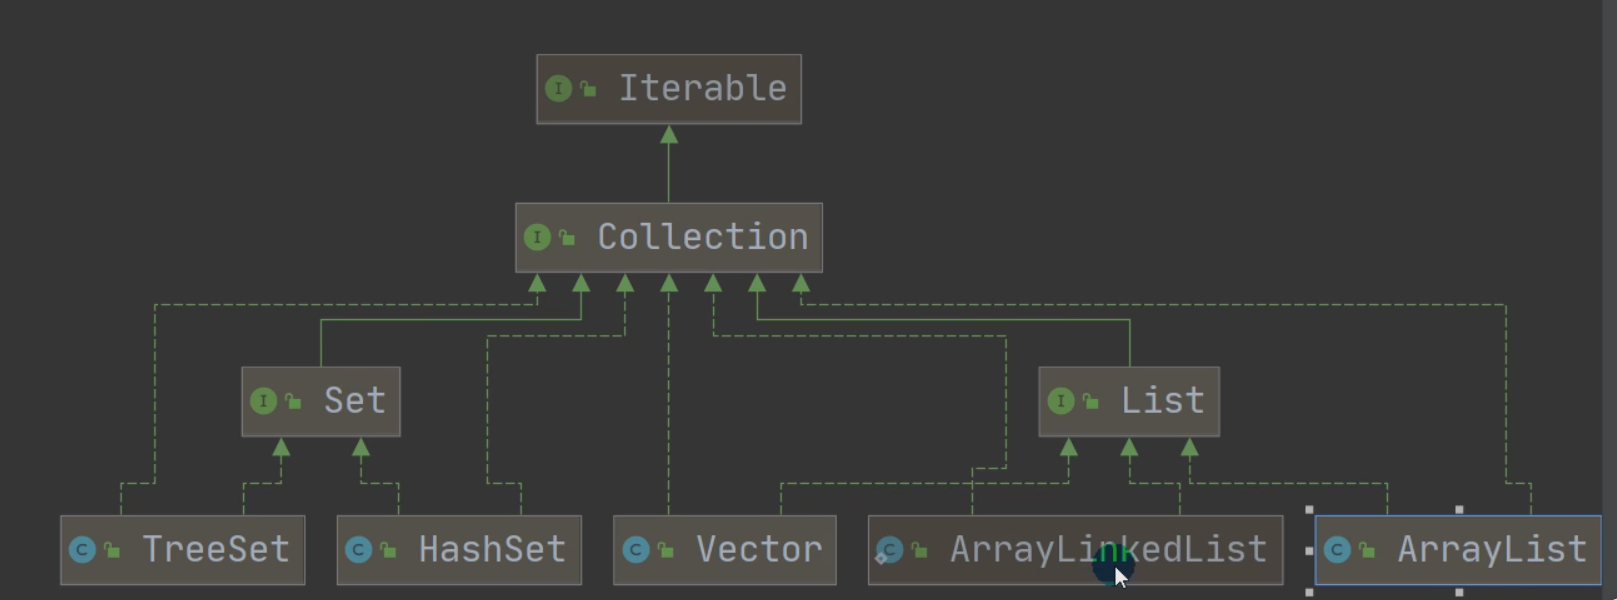 I Iterable
I Collection
I Set
I List
C TreeSet
C HashSet
C Vector
C ArrayLinkedList
C ArrayList